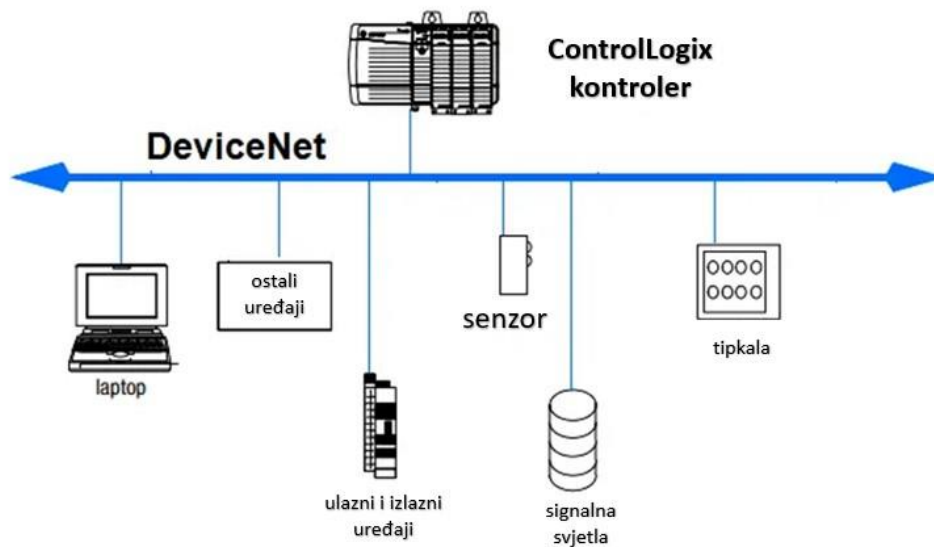 ControlLogix
kontroler
DeviceNet
ostali
uređaji
senzor
tipkala
laptop
ulazni i izlazni
uređaji
signalna
svjetla